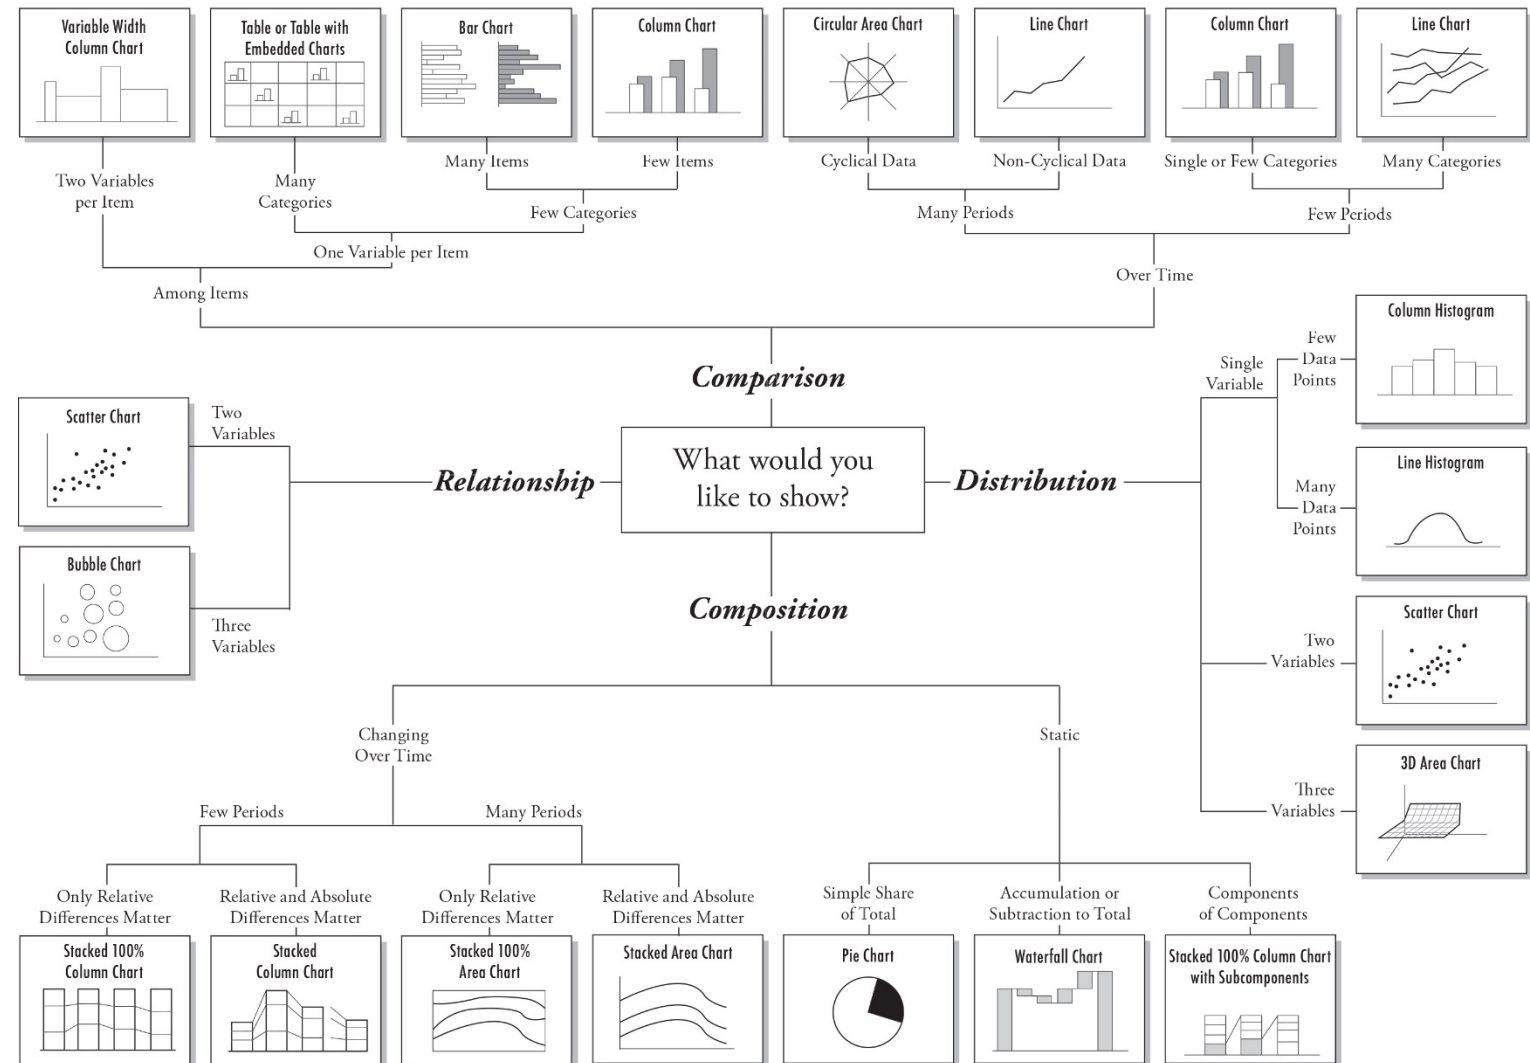 Variable Width
Column Chart
Table or Table with
Embedded Charts
Bar Chart
Column Chart
Circular Area Chart
Line Chart
Column Chart
Line Chart
Two Variables
per Item
Many
Categories
Many Items
Few Items
Cyclical Data
Non-Cyclical Data
Single or Few Categories
Many Categories
Few Categories
Many Periods
Few Periods
One Variable per Item
Among Items
Over Time
Comparison
What would you
like to show?
Relationship
Two
Variables
Scatter Chart
Bubble Chart
Three
Variables
Distribution
Single
Variable
Few
Data
Points
Column Histogram
Many
Data
Points
Line Histogram
Two
Variables
Scatter Chart
Three
Variables
3D Area Chart
Composition
Changing
Over Time
Static
Few Periods
Many Periods
Only Relative
Differences Matter
Relative and Absolute
Differences Matter
Only Relative
Differences Matter
Relative and Absolute
Differences Matter
Simple Share
of Total
Accumulation or
Subtraction to Total
Components
of Components
Stacked 100%
Column Chart
Stacked
Column Chart
Stacked 100%
Area Chart
Stacked Area Chart
Pie Chart
Waterfall Chart
Stacked 100% Column Chart
with Subcomponents